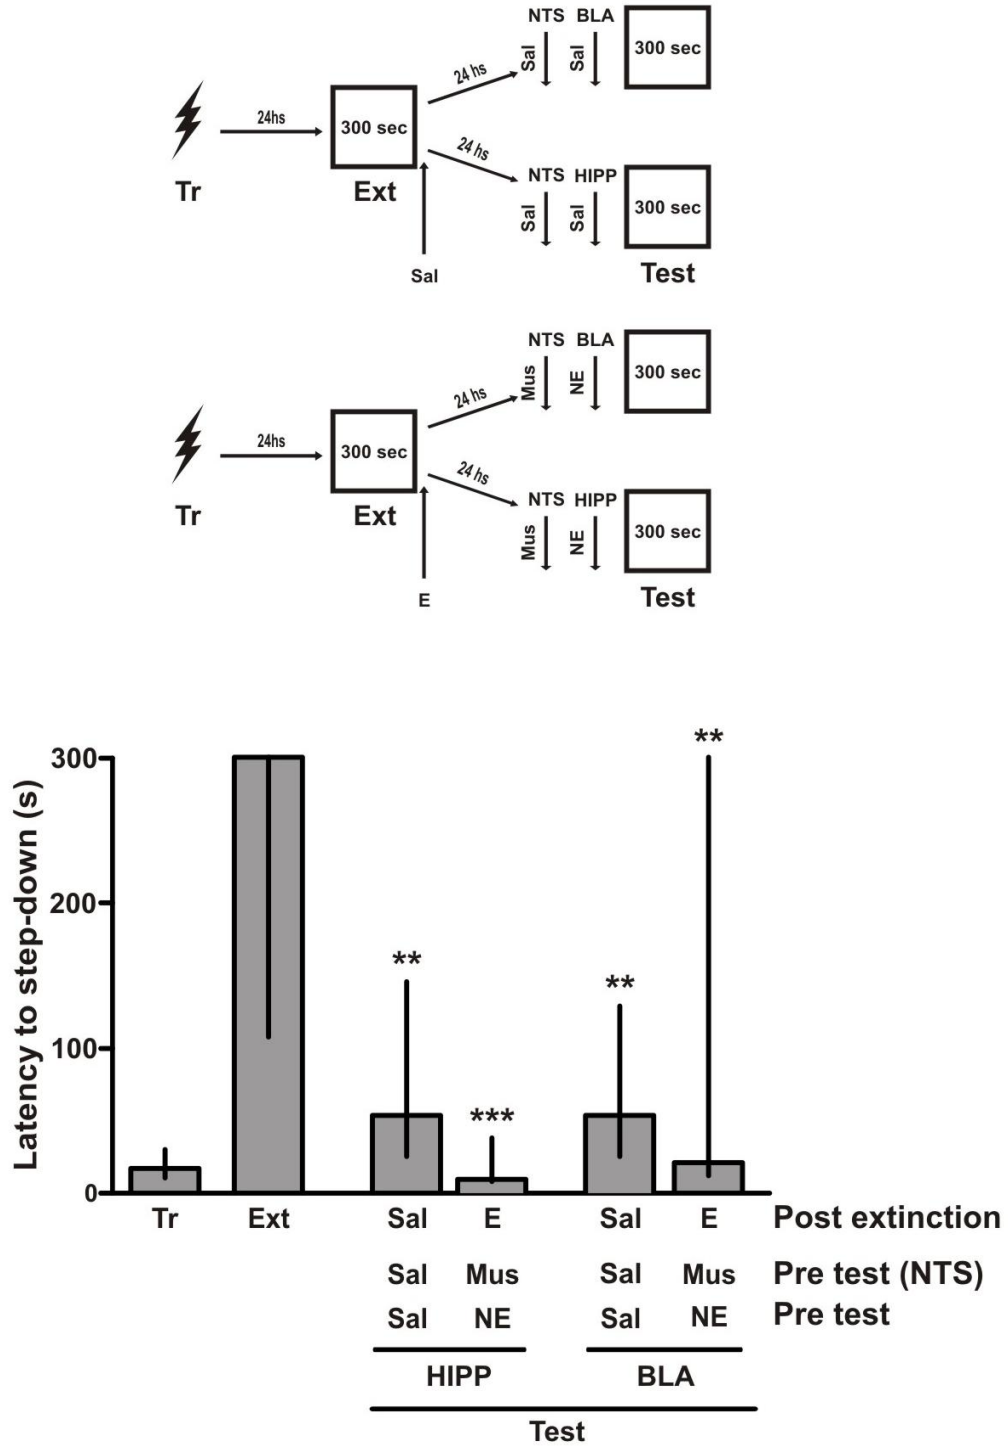 NTS BLA
Sal Sal
300 sec
24 hs
24hs
300 sec
24 hs
Tr
Ext
NTS HIPP
Sal Sal
300 sec
Sal
Test
NTS BLA
Mus NE
300 sec
24 hs
24hs
300 sec
24 hs
Tr
Ext
NTS HIPP
Mus NE
300 sec
E
Test
Latency to step-down (s)
300
200
100
0
**
***
**
**
Tr Ext Sal E Sal E Post extinction
Sal Mus Sal Mus Pre test (NTS)
Sal NE Sal NE Pre test
HIPP BLA
Test